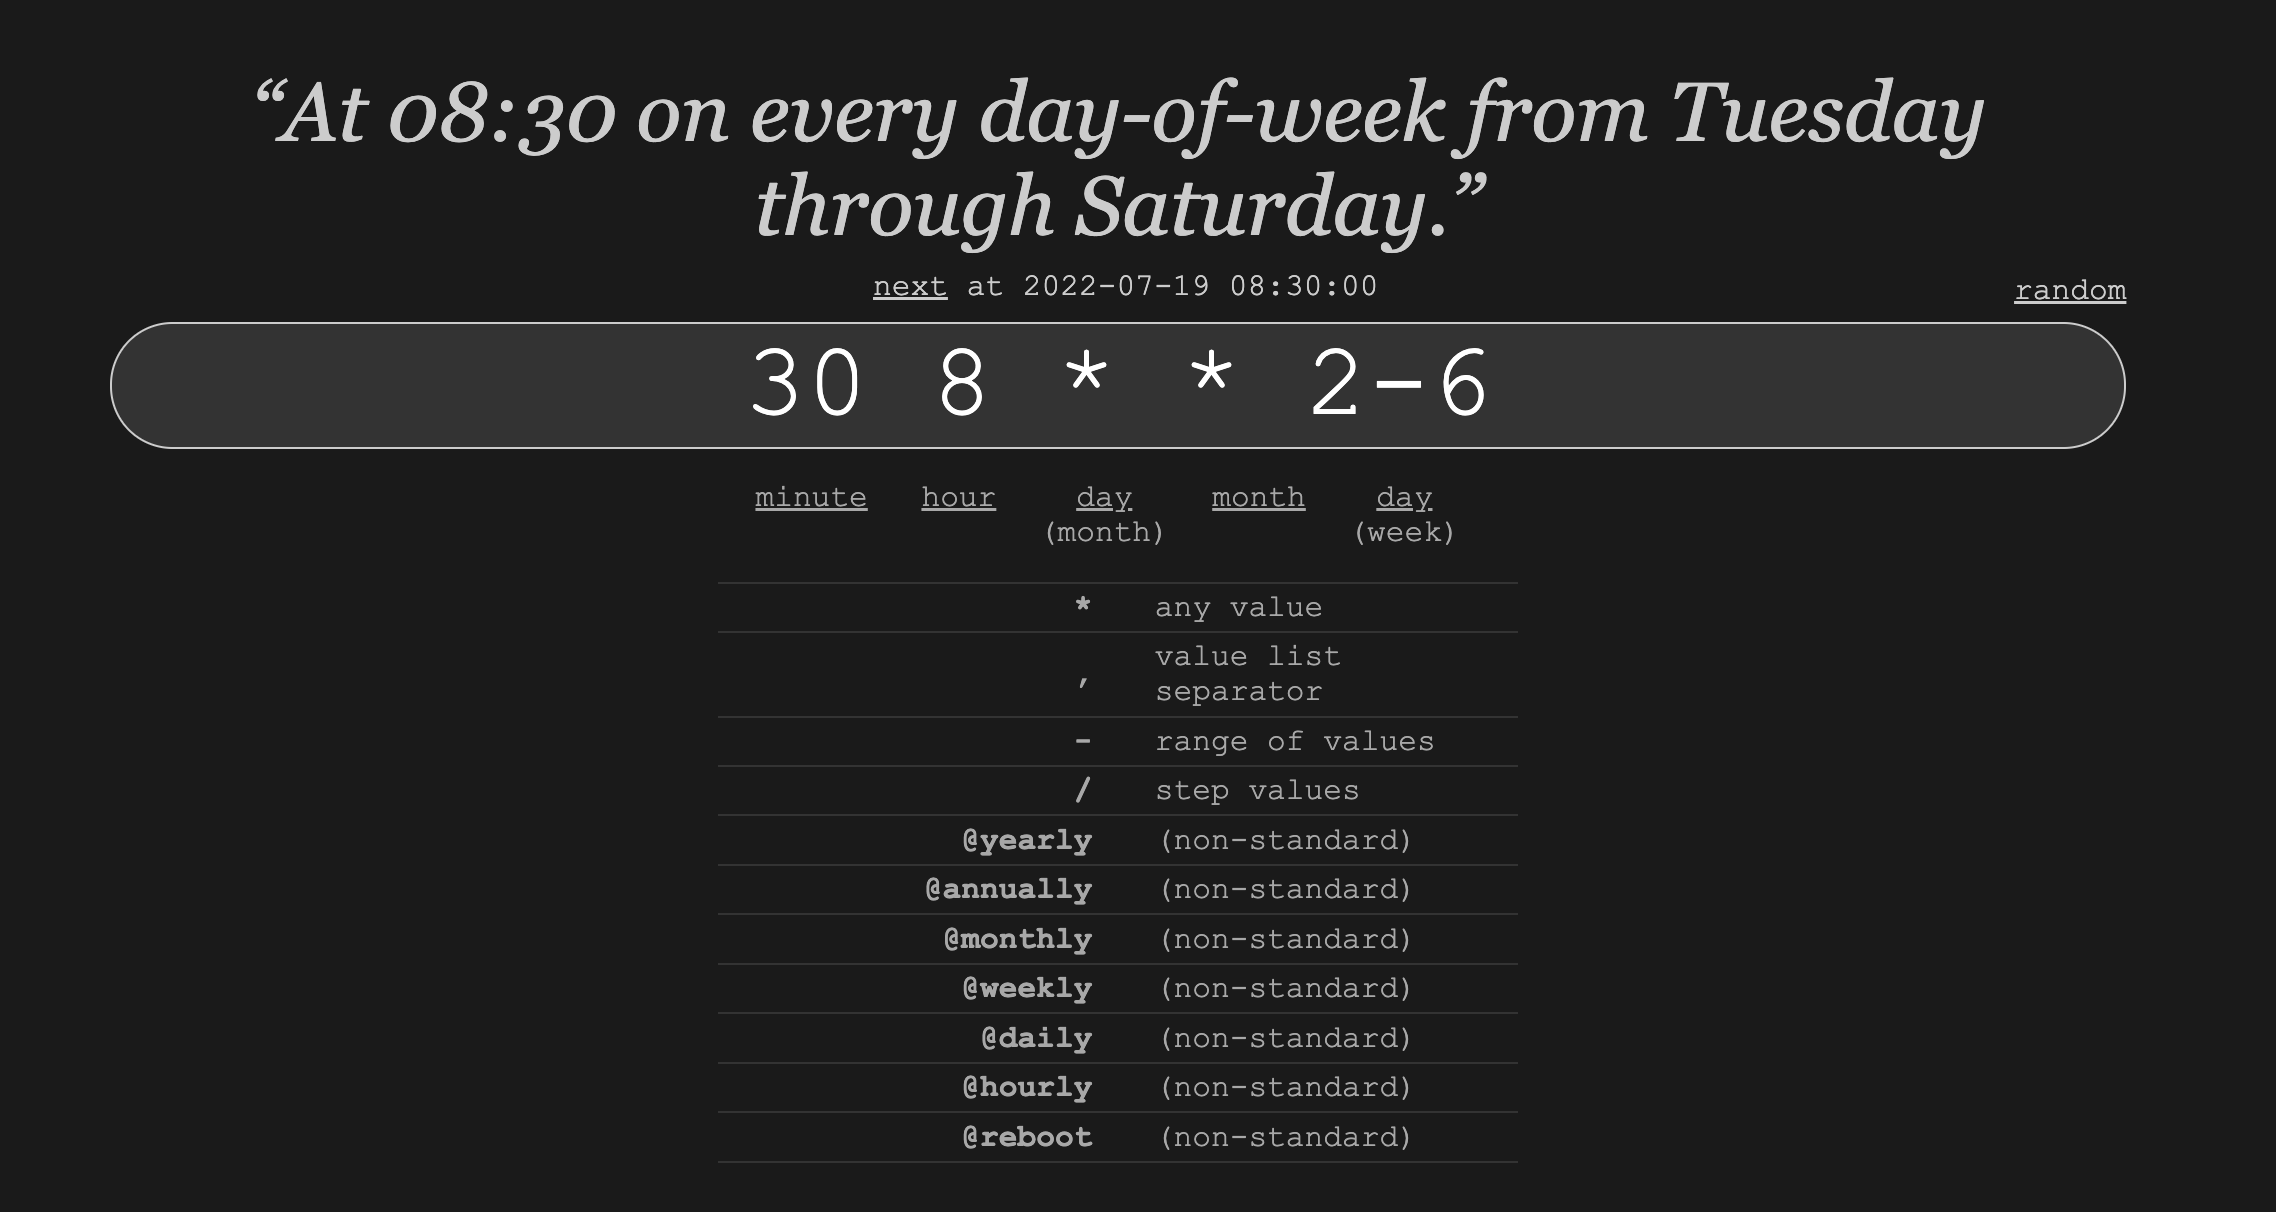 “At 08:30 on every day-of-week from Tuesday
through Saturday.”
next at 2022-07-19 08:30:00
random
30 8 * * 2-6
minute hour day month day
(month) (week)
* any value
, value list
separator
- range of values
/ step values
@yearly (non-standard)
@annually (non-standard)
@monthly (non-standard)
@weekly (non-standard)
@daily (non-standard)
@hourly (non-standard)
@reboot (non-standard)